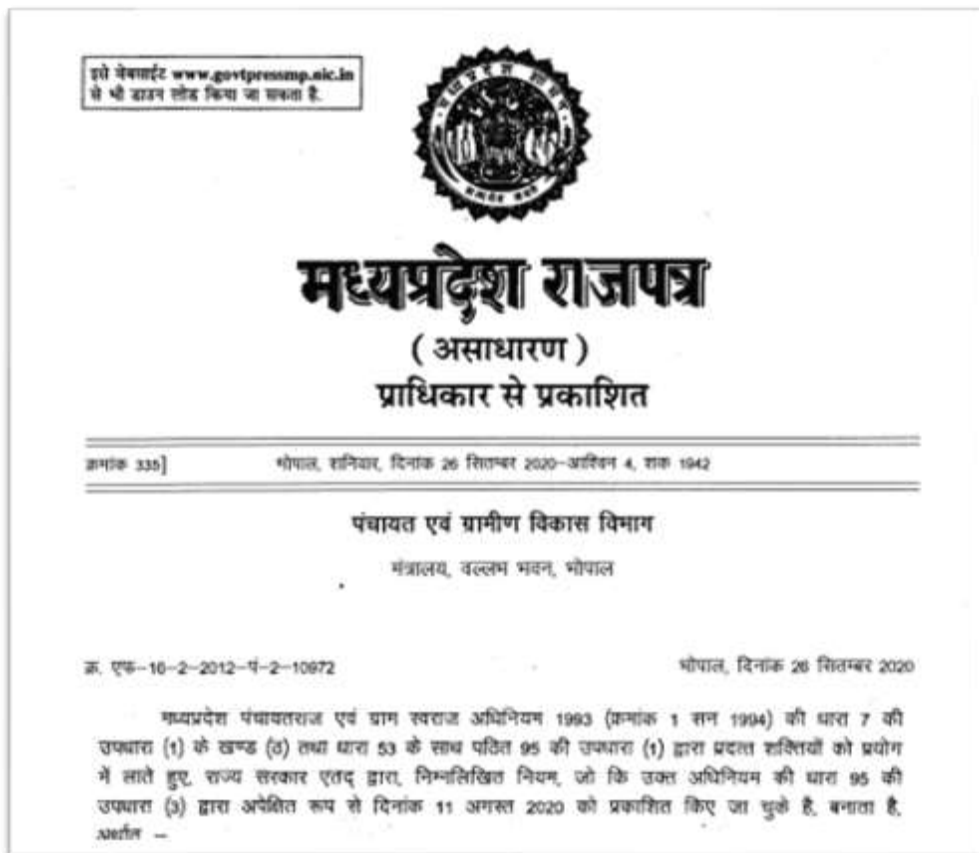 इसे वेबसाईट www.govtpressmp.nic.in
से भी डाउन लोड किया जा सकता है.
मध्यप्रदेश राजपत्र
( असाधारण )
प्राधिकार से प्रकाशित
क्रमांक 335]
भोपाल, शनिवार, दिनांक 26 सितम्बर 2020-आश्विन 4, शक 1942
पंचायत एवं ग्रामीण विकास विभाग
मंत्रालय, वल्लभ भवन, भोपाल
क्र. एफ-16-2-2012-पं-2-10972
भोपाल, दिनांक 26 सितम्बर 2020
मध्यप्रदेश पंचायतराज एवं ग्राम स्वराज अधिनियम 1993 (क्रमांक 1 सन 1994) की धारा 7 की
उपधारा (1) के खण्ड (ठ) तथा धारा 53 के साथ पठित 95 की उपधारा (1) द्वारा प्रदत्त शक्तियों को प्रयोग
में लाते हुए, राज्य सरकार एतद् द्वारा, निम्नलिखित नियम, जो कि उक्त अधिनियम की धारा 95 की
उपधारा (3) द्वारा अपेक्षित रूप से दिनांक 11 अगस्त 2020 को प्रकाशित किए जा चुके है, बनाता है,
अर्थात –